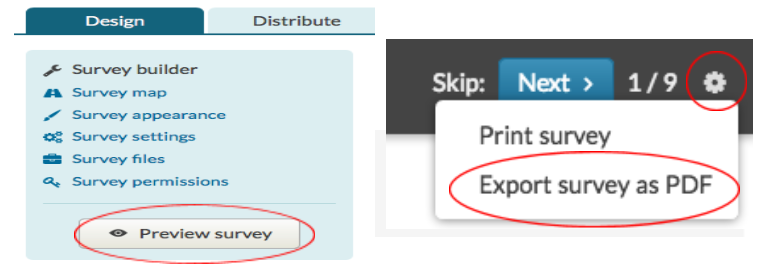 Design Distribute
Survey builder
Survey map
Survey appearance
Survey settings
Survey files
Survey permissions
Preview survey
Skip: Next > 1 / 9
Print survey
Export survey as PDF